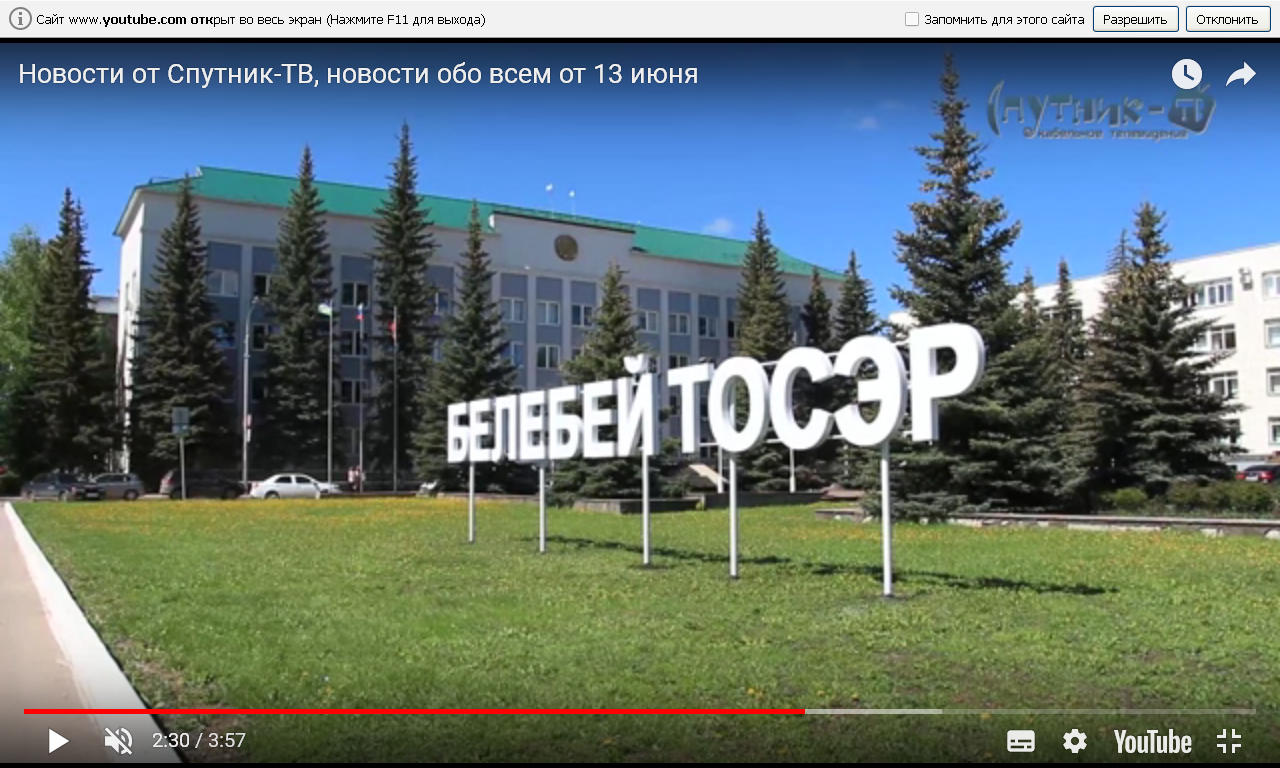 Сайт www.youtube.com открыт во весь экран (Нажмите F11 для выхода)
Запомнить для этого сайта
Разрешить
Отклонить
Новости от Спутник-ТВ, новости обо всем от 13 июня
Спутник-ТВ
кабельное телевидение
БЕЛЕБЕЙ ТОСЭР
2:30 / 3:57
YouTube